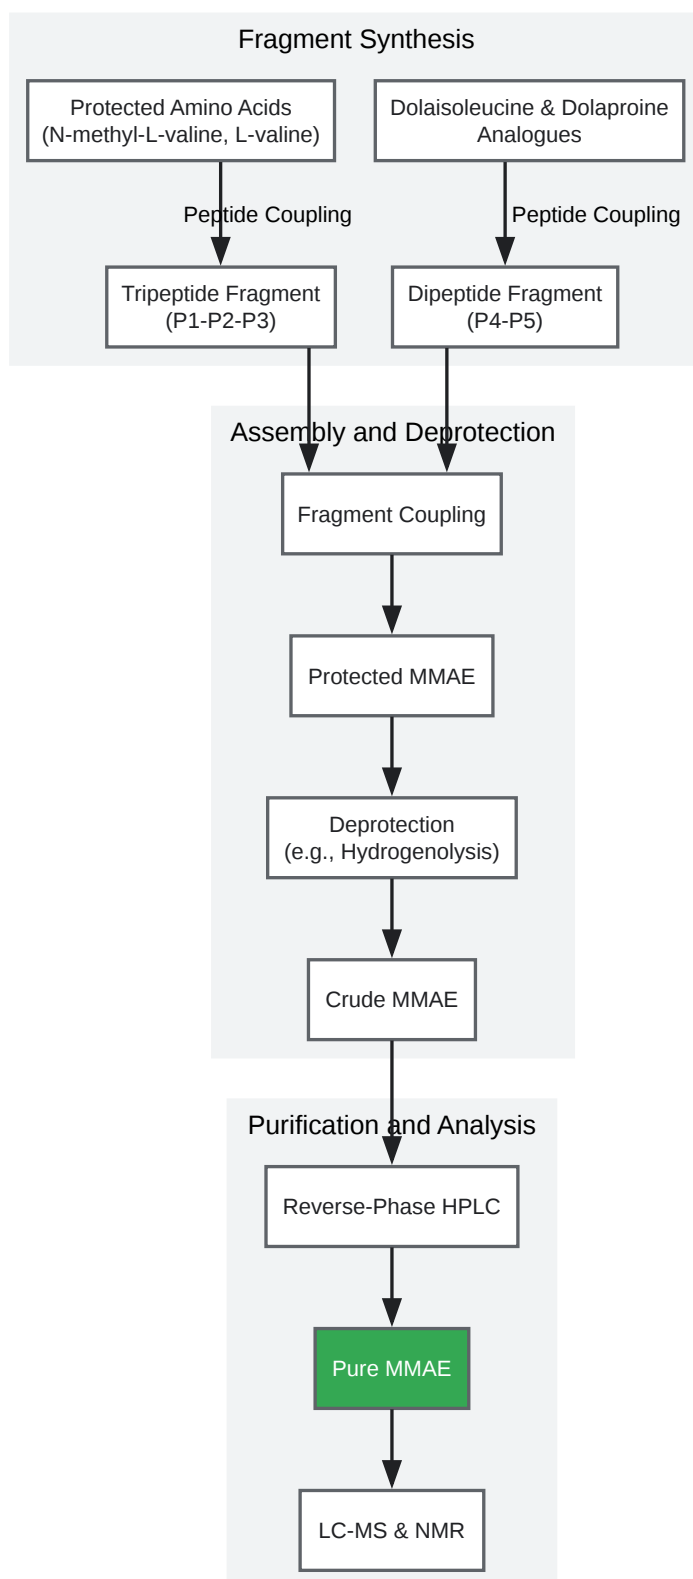 Fragment Synthesis
Protected Amino Acids
(N-methyl-L-valine, L-valine)
Dolaisoleucine & Dolaproine
Analogues
Peptide Coupling
Peptide Coupling
Tripeptide Fragment
(P1-P2-P3)
Dipeptide Fragment
(P4-P5)
Assembly and Deprotection
Fragment Coupling
Protected MMAE
Deprotection
(e.g., Hydrogenolysis)
Crude MMAE
Purification and Analysis
Reverse-Phase HPLC
Pure MMAE
LC-MS & NMR